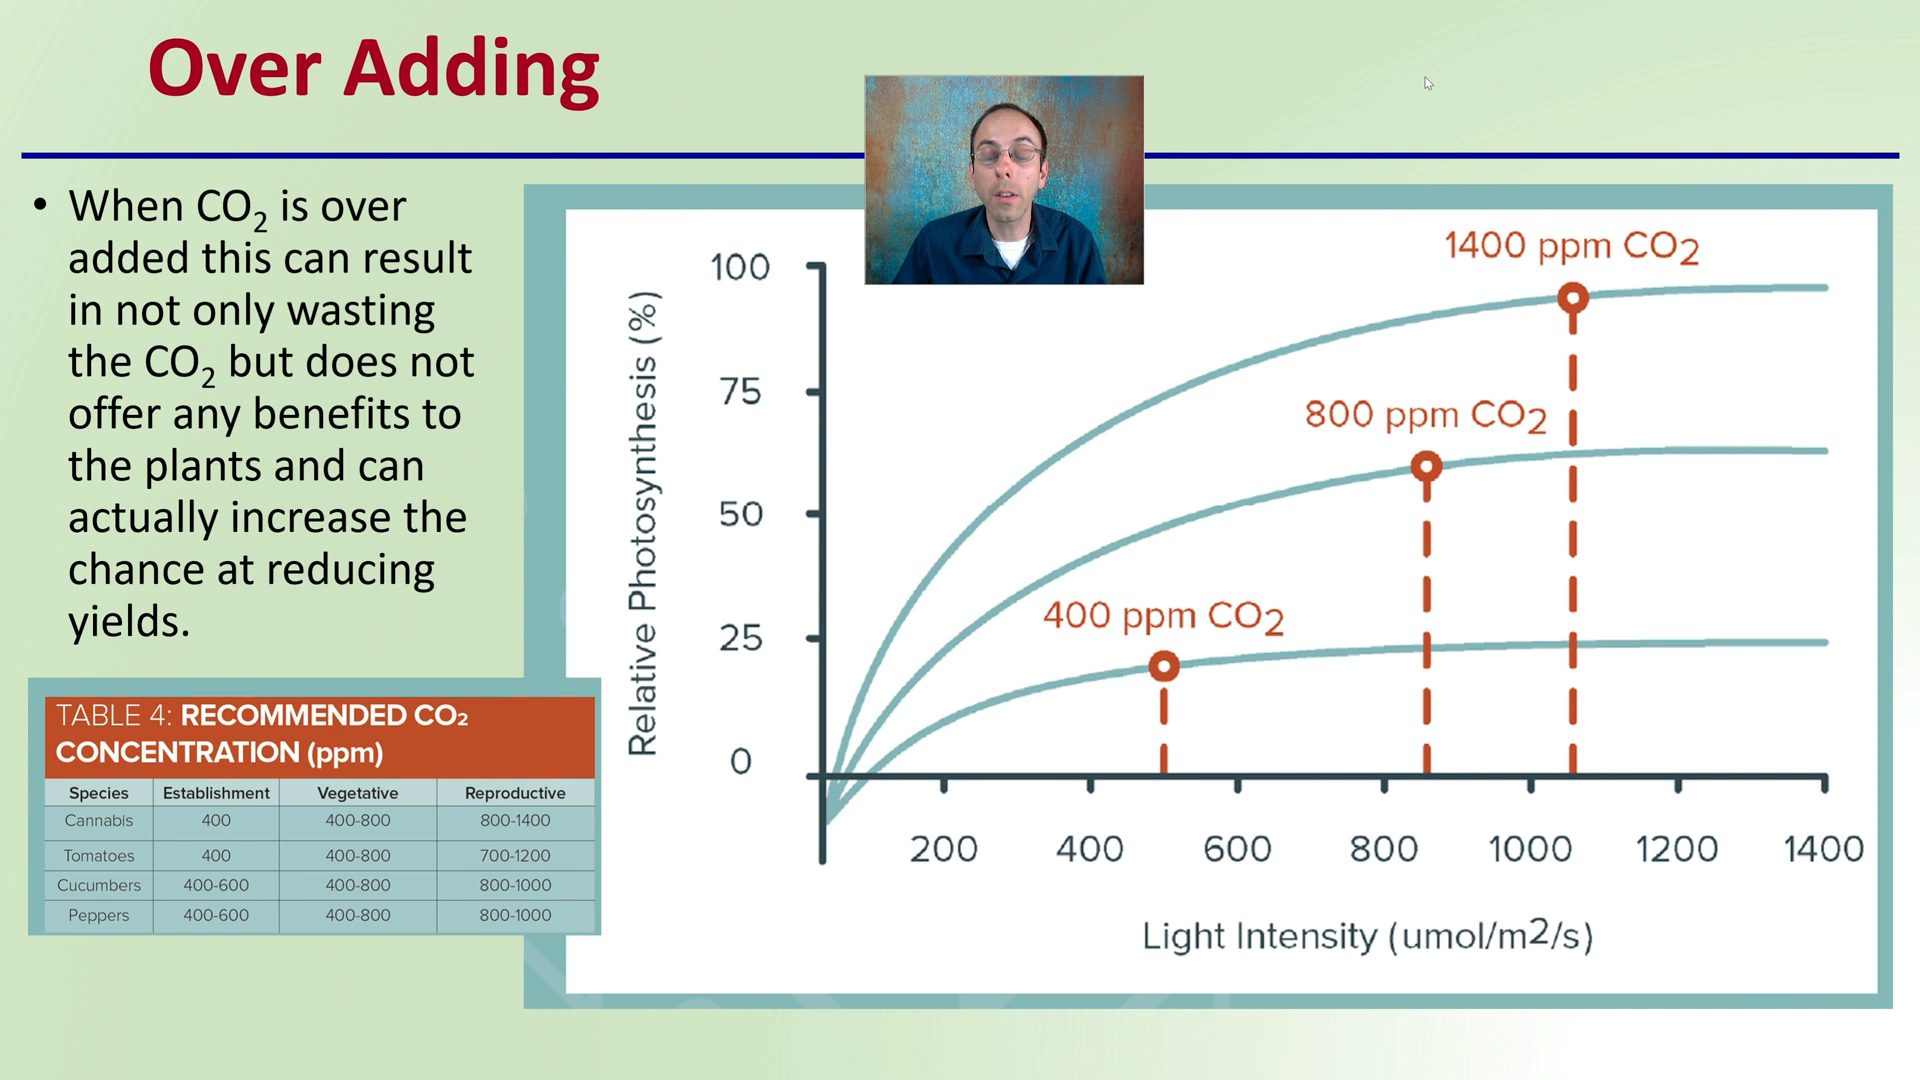 Over Adding
• When CO2 is over
added this can result
in not only wasting
the CO2 but does not
offer any benefits to
the plants and can
actually increase the
chance at reducing
yields.
TABLE 4: RECOMMENDED CO2
CONCENTRATION (ppm)
Species Establishment Vegetative Reproductive
Cannabis 400 400-800 800-1400
Tomatoes 400 400-800 700-1200
Cucumbers 400-600 400-800 800-1000
Peppers 400-600 400-800 800-1000
Relative Photosynthesis (%)
100
75
50
25
0
1400 ppm CO2
800 ppm CO2
400 ppm CO2
200 400 600 800 1000 1200 1400
Light Intensity (umol/m2/s)